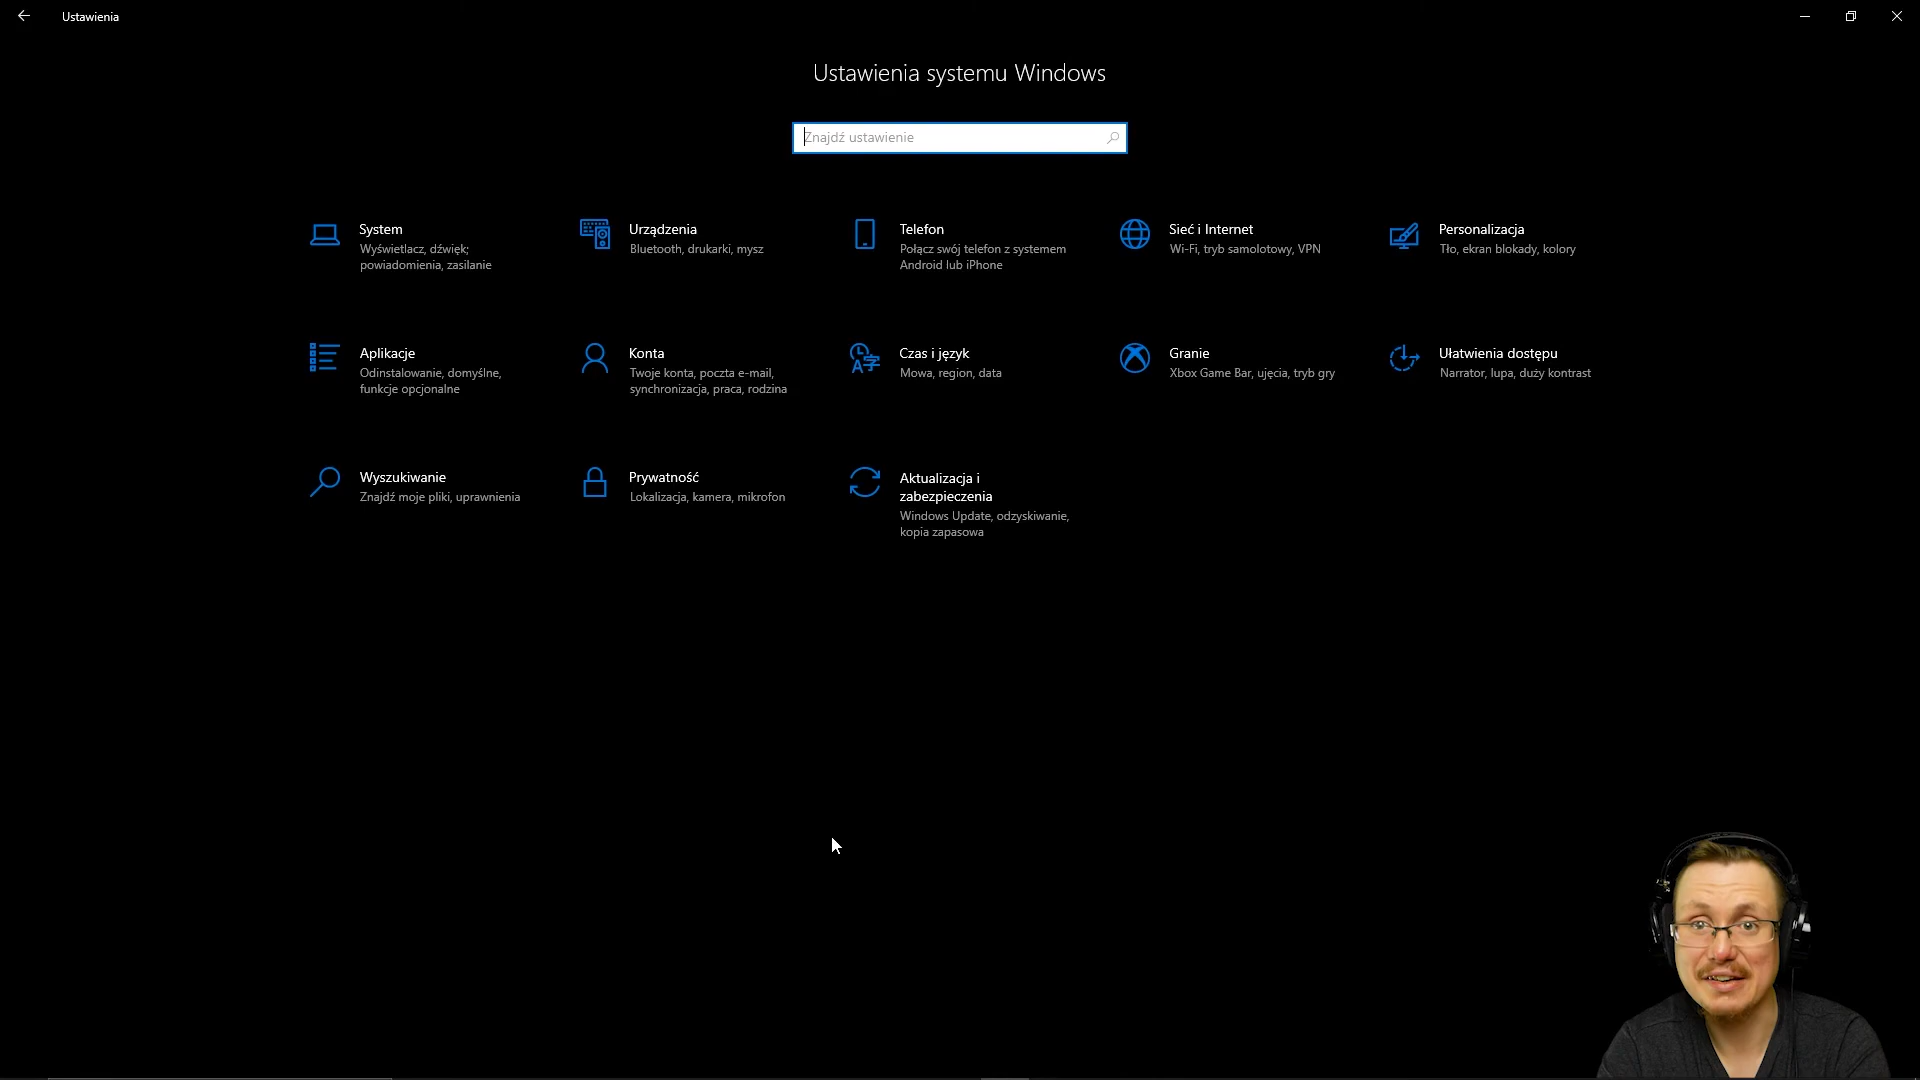 Ustawienia
Ustawienia systemu Windows
Znajdź ustawienie
System
Wyświetlacz, dźwięk;
powiadomienia, zasilanie
Urządzenia
Bluetooth, drukarki, mysz
Telefon
Połącz swój telefon z systemem
Android lub iPhone
Sieć i Internet
Wi-Fi, tryb samolotowy, VPN
Personalizacja
Tło, ekran blokady, kolory
Aplikacje
Odinstalowanie, domyślne,
funkcje opcjonalne
Konta
Twoje konta, poczta e-mail,
synchronizacja, praca, rodzina
Czas i język
Mowa, region, data
Granie
Xbox Game Bar, ujęcia, tryb gry
Ułatwienia dostępu
Narrator, lupa, duży kontrast
Wyszukiwanie
Znajdź moje pliki, uprawnienia
Prywatność
Lokalizacja, kamera, mikrofon
Aktualizacja i
zabezpieczenia
Windows Update, odzyskiwanie,
kopia zapasowa